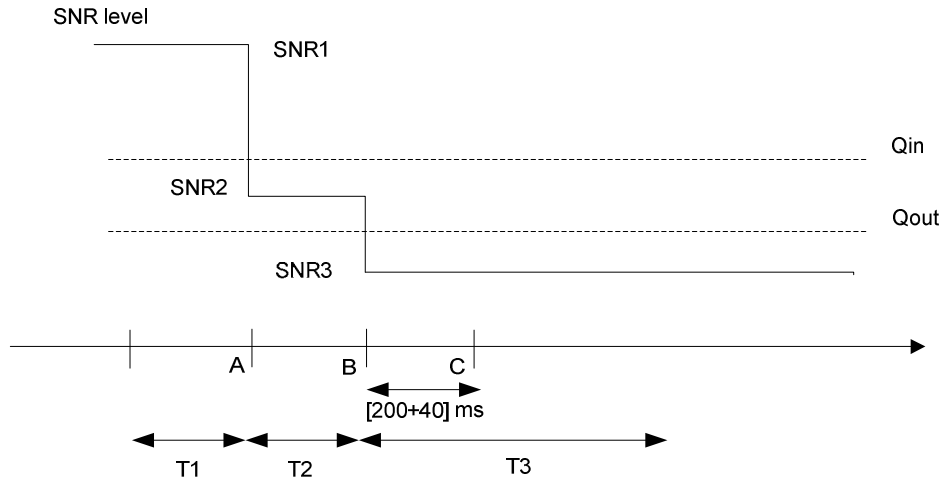 SNR level
SNR1
Qin
SNR2
Qout
SNR3
A
B
C
[200+40] ms
T1
T2
T3